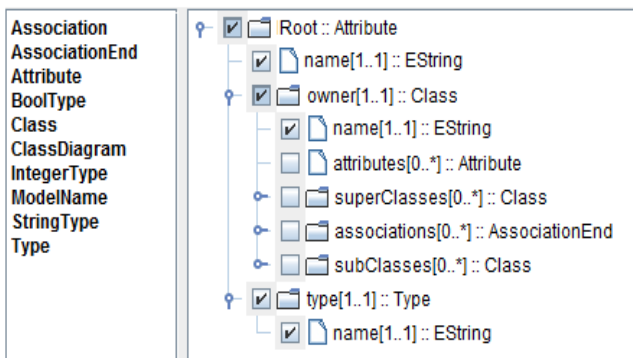 Association
AssociationEnd
Attribute
BoolType
Class
ClassDiagram
IntegerType
ModelName
StringType
Type
Root :: Attribute
name[1..1] :: EString
owner[1..1] :: Class
name[1..1] :: EString
attributes[0..*] :: Attribute
superClasses[0..*] :: Class
associations[0..*] :: AssociationEnd
subClasses[0..*] :: Class
type[1..1] :: Type
name[1..1] :: EString